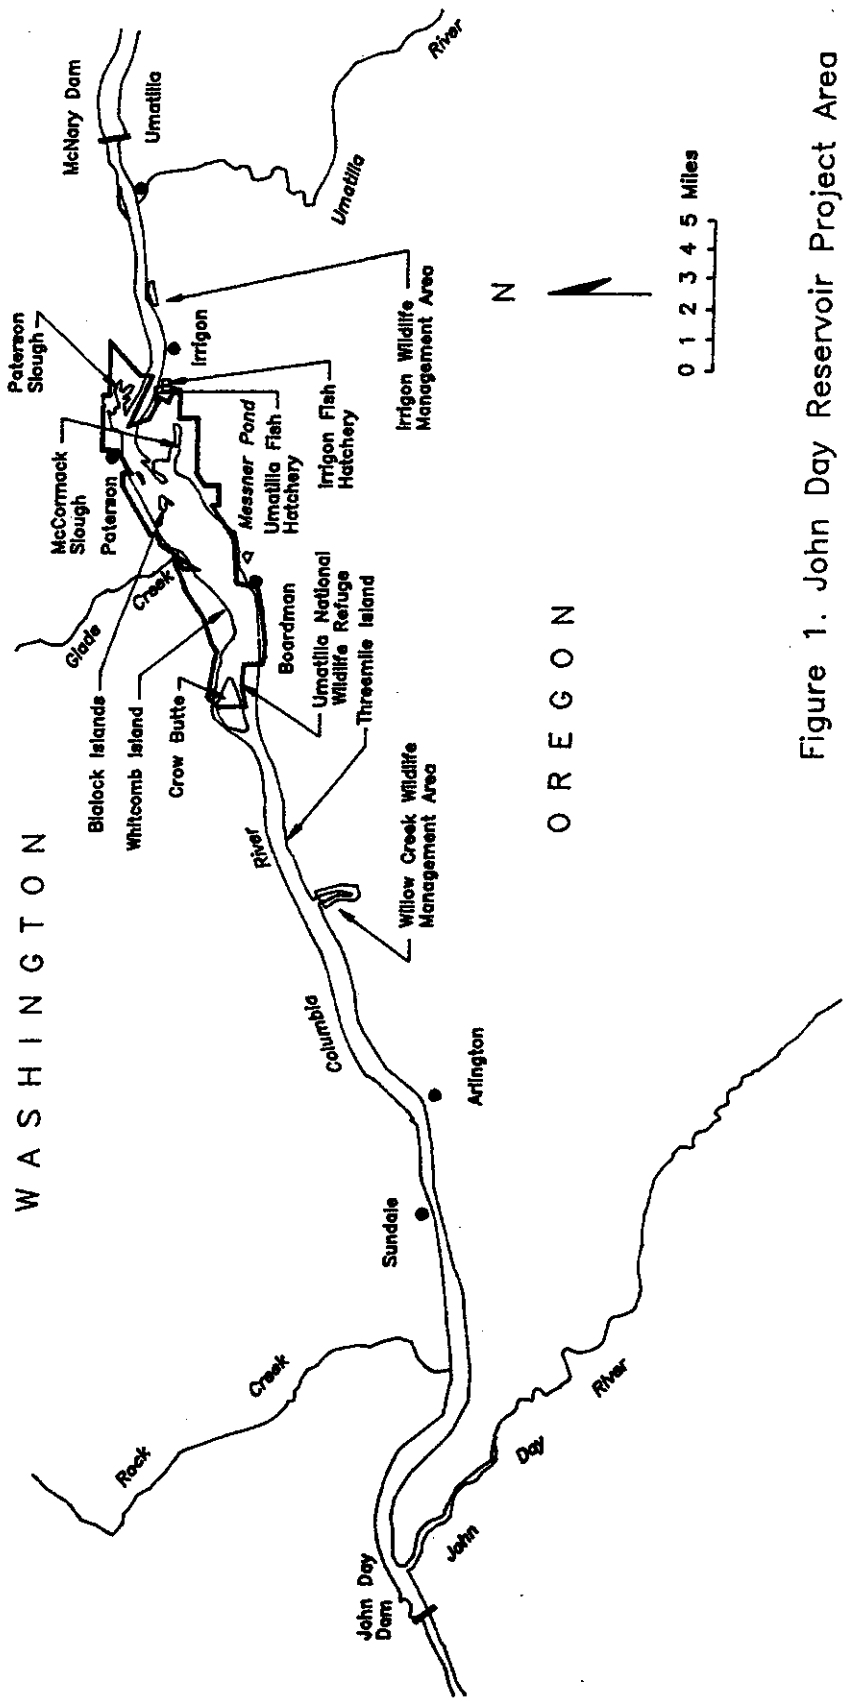 WASHINGTON
Rock
Creek
John Day
Dam
John
Day
River
Sundale
Arlington
Columbia
River
Willow Creek Wildlife
Management Area
Threemile Island
Umatilla National
Wildlife Refuge
Crow Butte
Whitcomb Island
Blalock Islands
Glade
Creek
Boardman
Paterson
McCormack
Slough
Paterson
Slough
Messner Pond
Umatilla Fish
Hatchery
Irrigon Fish
Hatchery
Irrigon
Irrigon Wildlife
Management Area
McNary Dam
Umatilla
Umatilla
River
OREGON
N
0 1 2 3 4 5 Miles
Figure 1. John Day Reservoir Project Area